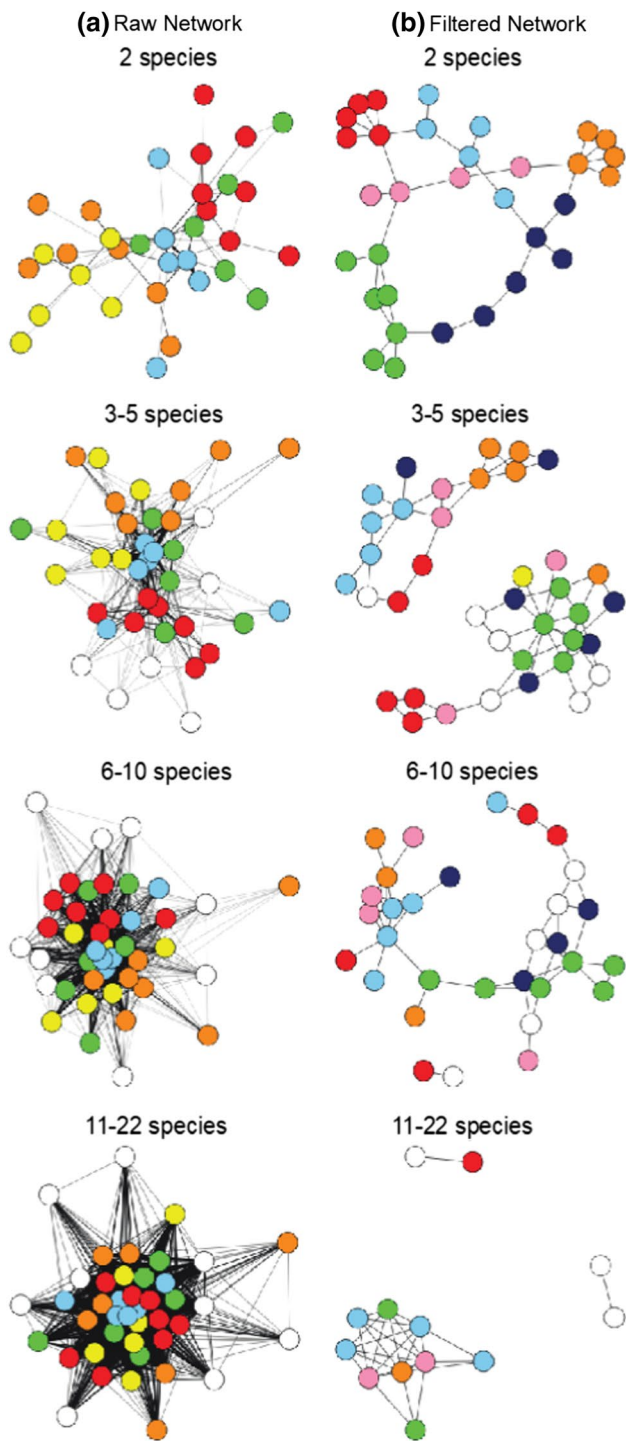 (a) Raw Network
(b) Filtered Network
2 species
2 species
3-5 species
3-5 species
6-10 species
6-10 species
11-22 species
11-22 species